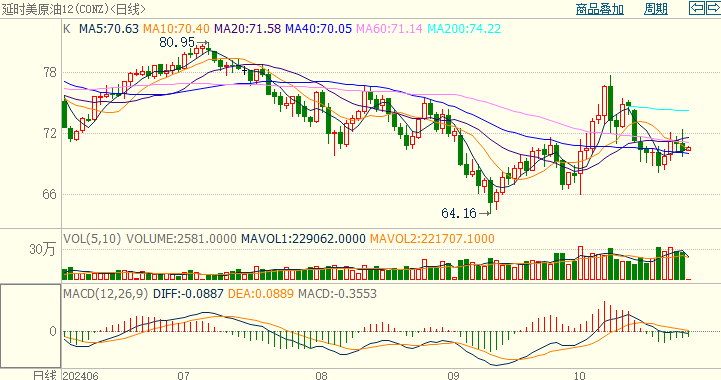 延时美原油12(CONZ)<日线> 商品叠加 周期
K MA5:70.63 MA10:70.40 MA20:71.58 MA40:70.05 MA60:71.14 MA200:74.22
80.95
78
72
66
64.16
VOL(5,10) VOLUME:2581.0000 MAVOL1:229062.0000 MAVOL2:221707.1000
30万
MACD(12,26,9) DIFF:-0.0887 DEA:0.0889 MACD:-0.3553
0
日线 202406 07 08 09 10